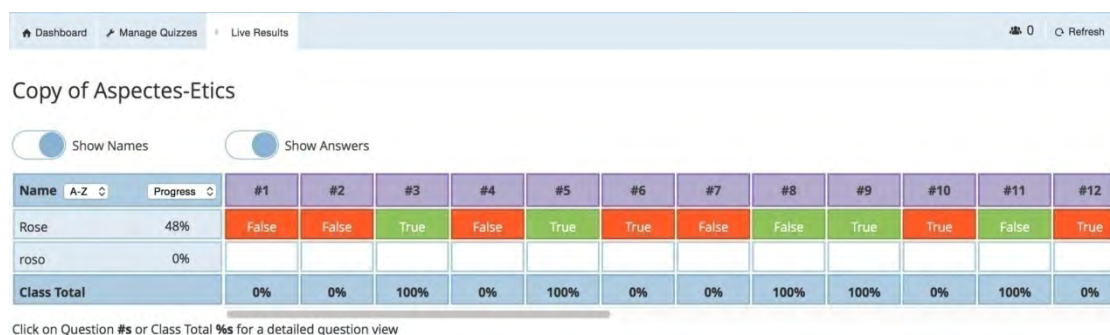 Dashboard Manage Quizzes Live Results 0 Refresh
Copy of Aspectes-Etics
Show Names Show Answers
Name A-Z Progress #1 #2 #3 #4 #5 #6 #7 #8 #9 #10 #11 #12
Rose 48% False False True False True True False False True True False True
roso 0%
Class Total 0% 0% 100% 0% 100% 0% 0% 100% 100% 0% 100% 0%
Click on Question #s or Class Total %s for a detailed question view